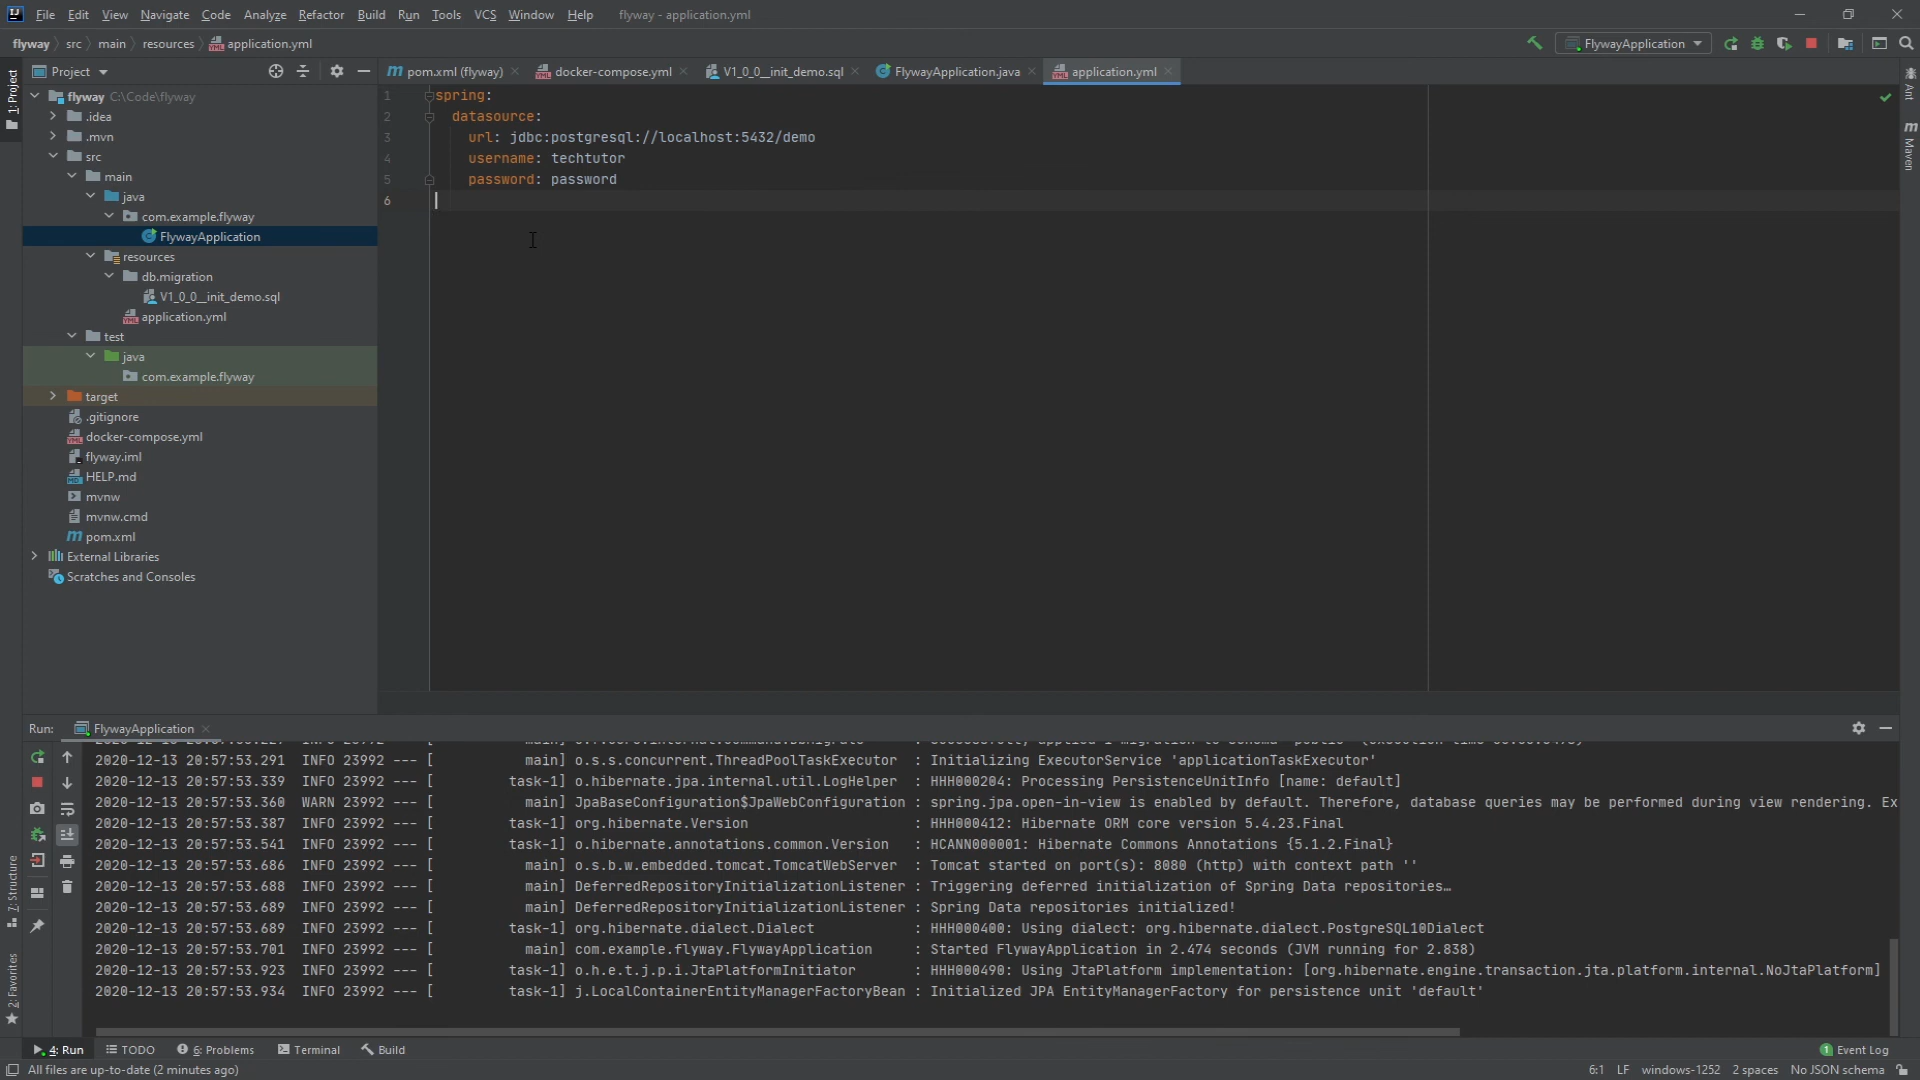 File Edit View Navigate Code Analyze Refactor Build Run Tools VCS Window Help flyway - application.yml
flyway src main resources application.yml FlywayApplication
Project
pom.xml (flyway) docker-compose.yml V1_0_0__init_demo.sql FlywayApplication.java application.yml
1: Project
flyway C:\Code\flyway
.idea
.mvn
src
main
java
com.example.flyway
FlywayApplication
resources
db.migration
V1_0_0__init_demo.sql
application.yml
test
java
com.example.flyway
target
.gitignore
docker-compose.yml
flyway.iml
HELP.md
mvnw
mvnw.cmd
pom.xml
External Libraries
Scratches and Consoles
1 spring:
2 datasource:
3 url: jdbc:postgresql://localhost:5432/demo
4 username: techtutor
5 password: password
6
Ant
Maven
Run: FlywayApplication
2020-12-13 20:57:53.291 INFO 23992 --- [ main] o.s.s.concurrent.ThreadPoolTaskExecutor : Initializing ExecutorService 'applicationTaskExecutor'
2020-12-13 20:57:53.339 INFO 23992 --- [ task-1] o.hibernate.jpa.internal.util.LogHelper : HHH000204: Processing PersistenceUnitInfo [name: default]
2020-12-13 20:57:53.360 WARN 23992 --- [ main] JpaBaseConfiguration$JpaWebConfiguration : spring.jpa.open-in-view is enabled by default. Therefore, database queries may be performed during view rendering. Ex
2020-12-13 20:57:53.387 INFO 23992 --- [ task-1] org.hibernate.Version : HHH000412: Hibernate ORM core version 5.4.23.Final
2020-12-13 20:57:53.541 INFO 23992 --- [ task-1] o.hibernate.annotations.common.Version : HCANN000001: Hibernate Commons Annotations {5.1.2.Final}
2020-12-13 20:57:53.686 INFO 23992 --- [ main] o.s.b.w.embedded.tomcat.TomcatWebServer : Tomcat started on port(s): 8080 (http) with context path ''
2020-12-13 20:57:53.688 INFO 23992 --- [ main] DeferredRepositoryInitializationListener : Triggering deferred initialization of Spring Data repositories…
2020-12-13 20:57:53.689 INFO 23992 --- [ main] DeferredRepositoryInitializationListener : Spring Data repositories initialized!
2020-12-13 20:57:53.689 INFO 23992 --- [ task-1] org.hibernate.dialect.Dialect : HHH000400: Using dialect: org.hibernate.dialect.PostgreSQL10Dialect
2020-12-13 20:57:53.701 INFO 23992 --- [ main] com.example.flyway.FlywayApplication : Started FlywayApplication in 2.474 seconds (JVM running for 2.838)
2020-12-13 20:57:53.923 INFO 23992 --- [ task-1] o.h.e.t.j.p.i.JtaPlatformInitiator : HHH000490: Using JtaPlatform implementation: [org.hibernate.engine.transaction.jta.platform.internal.NoJtaPlatform]
2020-12-13 20:57:53.934 INFO 23992 --- [ task-1] j.LocalContainerEntityManagerFactoryBean : Initialized JPA EntityManagerFactory for persistence unit 'default'
7: Structure
2: Favorites
4: Run TODO 6: Problems Terminal Build 1 Event Log
All files are up-to-date (2 minutes ago) 6:1 LF windows-1252 2 spaces No JSON schema